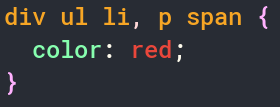 div ul li, p span {
  color: red;
}